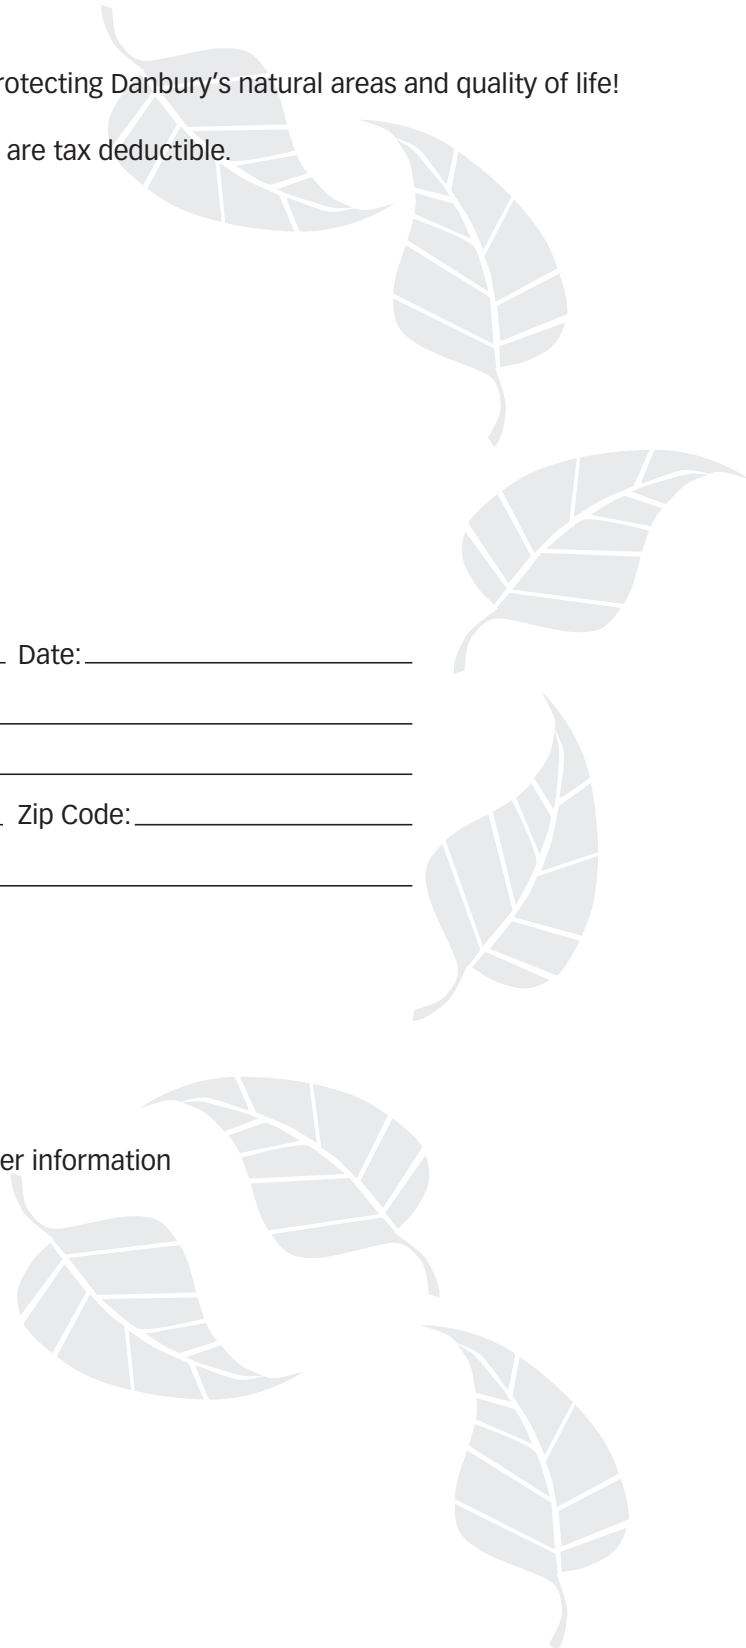 rotecting Danbury’s natural areas and quality of life!
are tax deductible.
Date:
Zip Code:
er information